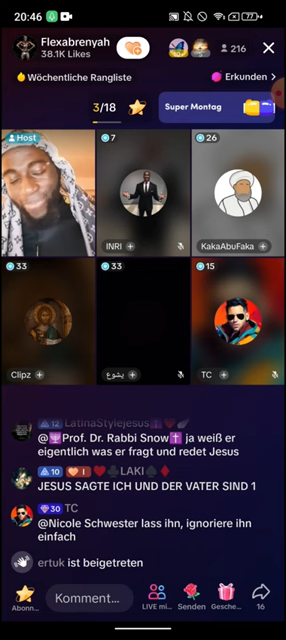 20:46
77
Flexabrenyah
38.1K Likes
216
Wöchentliche Rangliste
Erkunden >
3/18
Super Montag
Host
7
26
INRI
KakaAbuFaka
33
33
15
Clipz
يشوع
TC
12 LatinaStylejesus
@Prof. Dr. Rabbi Snow ja weiß er
eigentlich was er fragt und redet Jesus
10 I LAKI
JESUS SAGTE ICH UND DER VATER SIND 1
30 TC
@Nicole Schwester lass ihn, ignoriere ihn
einfach
ertuk ist beigetreten
Komment...
Abonn...
LIVE mi...
Senden
Gesche...
16